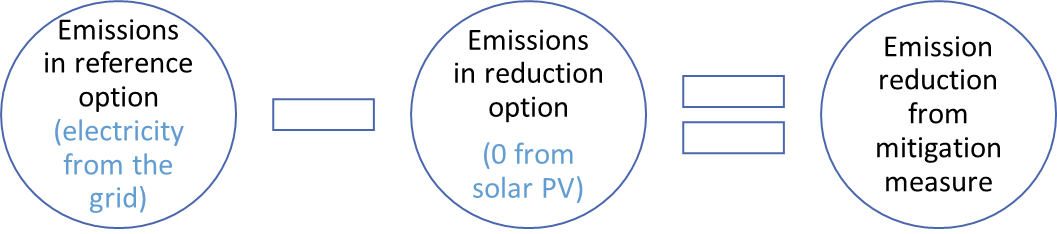 Emissions
in reference
option
(electricity
from the
grid)
Emissions
in reduction
option
(0 from
solar PV)
Emission
reduction
from
mitigation
measure